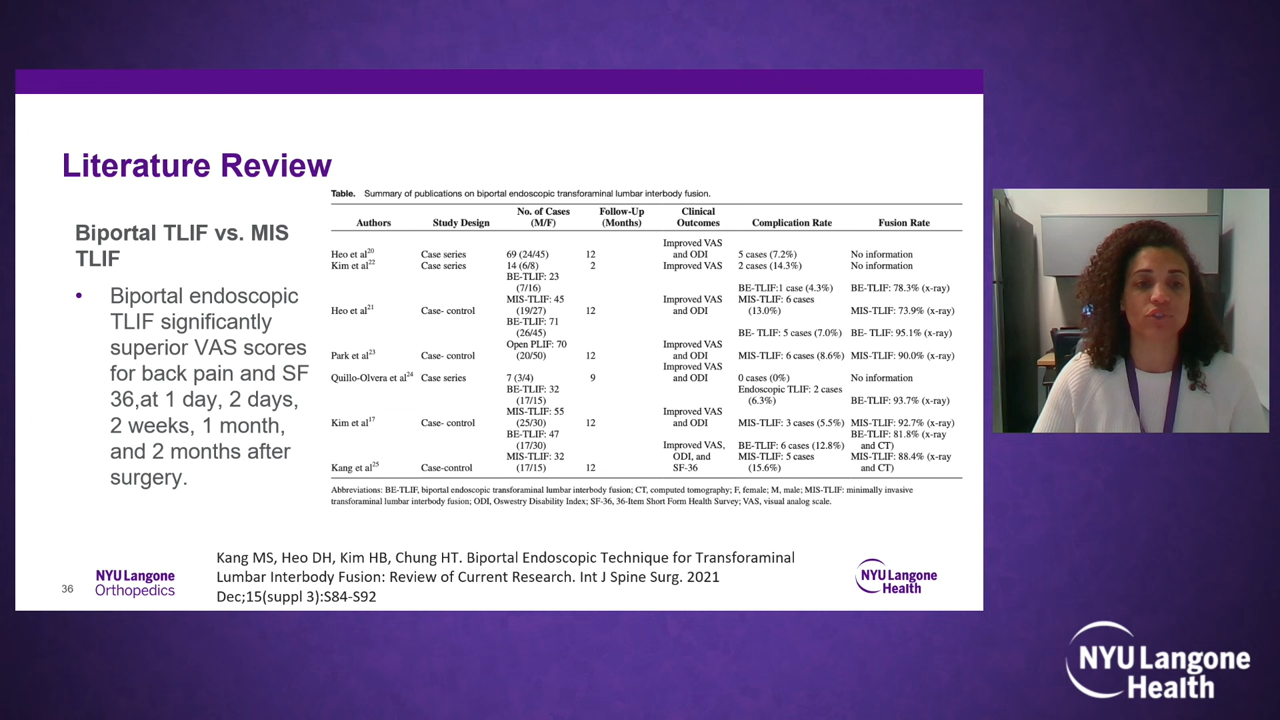 Literature Review
Biportal TLIF vs. MIS
TLIF
• Biportal endoscopic
TLIF significantly
superior VAS scores
for back pain and SF
36,at 1 day, 2 days,
2 weeks, 1 month,
and 2 months after
surgery.
Table. Summary of publications on biportal endoscopic transforaminal lumbar interbody fusion.
No. of Cases Follow-Up Clinical
Authors Study Design (M/F) (Months) Outcomes Complication Rate Fusion Rate
Improved VAS
Heo et al20 Case series 69 (24/45) 12 and ODI 5 cases (7.2%) No information
Kim et al22 Case series 14 (6/8) 2 Improved VAS 2 cases (14.3%) No information
BE-TLIF: 23
(7/16) BE-TLIF:1 case (4.3%) BE-TLIF: 78.3% (x-ray)
MIS-TLIF: 45 Improved VAS MIS-TLIF: 6 cases
Heo et al21 Case- control (19/27) 12 and ODI (13.0%) MIS-TLIF: 73.9% (x-ray)
BE-TLIF: 71
(26/45) BE- TLIF: 5 cases (7.0%) BE- TLIF: 95.1% (x-ray)
Open PLIF: 70 Improved VAS
Park et al23 Case- control (20/50) 12 and ODI MIS-TLIF: 6 cases (8.6%) MIS-TLIF: 90.0% (x-ray)
Improved VAS
Quillo-Olvera et al24 Case series 7 (3/4) 9 and ODI 0 cases (0%) No information
BE-TLIF: 32 Endoscopic TLIF: 2 cases
(17/15) (6.3%) BE-TLIF: 93.7% (x-ray)
MIS-TLIF: 55 Improved VAS
Kim et al17 Case- control (25/30) 12 and ODI MIS-TLIF: 3 cases (5.5%) MIS-TLIF: 92.7% (x-ray)
BE-TLIF: 47 BE-TLIF: 81.8% (x-ray
(17/30) Improved VAS, BE-TLIF: 6 cases (12.8%) and CT)
MIS-TLIF: 32 ODI, and MIS-TLIF: 5 cases MIS-TLIF: 88.4% (x-ray
Kang et al25 Case-control (17/15) 12 SF-36 (15.6%) and CT)
Abbreviations: BE-TLIF, biportal endoscopic transforaminal lumbar interbody fusion; CT, computed tomography; F, female; M, male; MIS-TLIF: minimally invasive
transforaminal lumbar interbody fusion; ODI, Oswestry Disability Index; SF-36, 36-Item Short Form Health Survey; VAS, visual analog scale.
Kang MS, Heo DH, Kim HB, Chung HT. Biportal Endoscopic Technique for Transforaminal
Lumbar Interbody Fusion: Review of Current Research. Int J Spine Surg. 2021
Dec;15(suppl 3):S84-S92
36
NYU Langone
Orthopedics
NYU Langone
Health
NYU Langone
Health